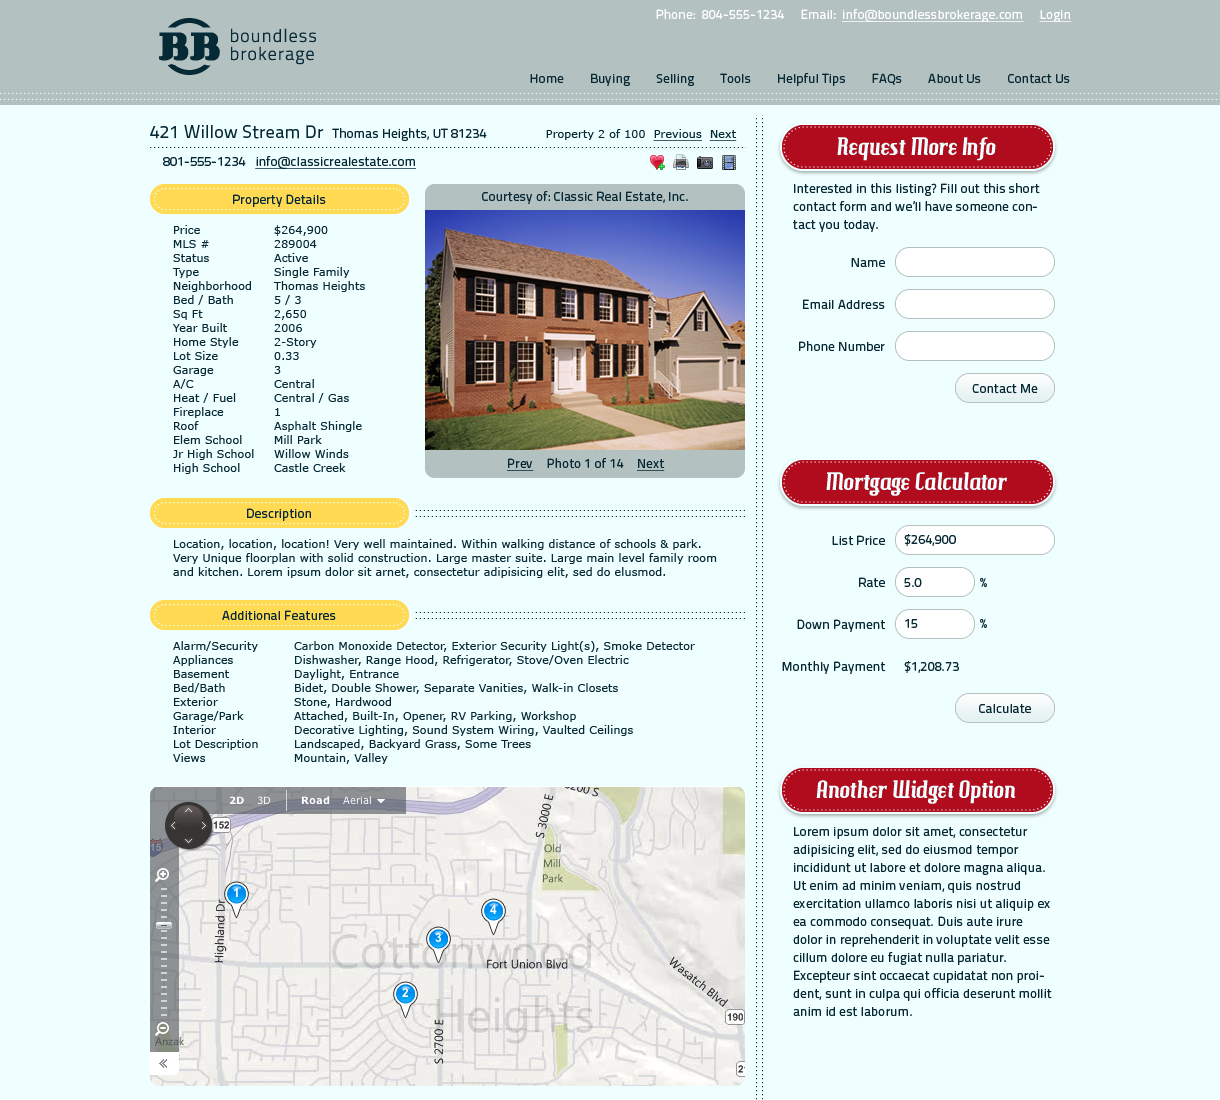 Phone: 804-555-1234 Email: info@boundlessbrokerage.com Login
BB boundless
brokerage
Home Buying Selling Tools Helpful Tips FAQs About Us Contact Us
421 Willow Stream Dr Thomas Heights, UT 81234
Property 2 of 100 Previous Next
801-555-1234 info@classicrealestate.com
Property Details
Price $264,900
MLS # 289004
Status Active
Type Single Family
Neighborhood Thomas Heights
Bed / Bath 5 / 3
Sq Ft 2,650
Year Built 2006
Home Style 2-Story
Lot Size 0.33
Garage 3
A/C Central
Heat / Fuel Central / Gas
Fireplace 1
Roof Asphalt Shingle
Elem School Mill Park
Jr High School Willow Winds
High School Castle Creek
Courtesy of: Classic Real Estate, Inc.
Prev Photo 1 of 14 Next
Description
Location, location, location! Very well maintained. Within walking distance of schools & park.
Very Unique floorplan with solid construction. Large master suite. Large main level family room
and kitchen. Lorem ipsum dolor sit arnet, consectetur adipisicing elit, sed do elusmod.
Additional Features
Alarm/Security Carbon Monoxide Detector, Exterior Security Light(s), Smoke Detector
Appliances Dishwasher, Range Hood, Refrigerator, Stove/Oven Electric
Basement Daylight, Entrance
Bed/Bath Bidet, Double Shower, Separate Vanities, Walk-in Closets
Exterior Stone, Hardwood
Garage/Park Attached, Built-In, Opener, RV Parking, Workshop
Interior Decorative Lighting, Sound System Wiring, Vaulted Ceilings
Lot Description Landscaped, Backyard Grass, Some Trees
Views Mountain, Valley
2D 3D Road Aerial
152
15
S 3000 E
Old
Mill
Park
1
Highland Dr
4
3
Cottonwood
Fort Union Blvd
Wasatch Blvd
2
Heights
190
S 2700 E
Anzak
Request More Info
Interested in this listing? Fill out this short
contact form and we'll have someone con-
tact you today.
Name
Email Address
Phone Number
Contact Me
Mortgage Calculator
List Price $264,900
Rate 5.0 %
Down Payment 15 %
Monthly Payment $1,208.73
Calculate
Another Widget Option
Lorem ipsum dolor sit amet, consectetur
adipisicing elit, sed do eiusmod tempor
incididunt ut labore et dolore magna aliqua.
Ut enim ad minim veniam, quis nostrud
exercitation ullamco laboris nisi ut aliquip ex
ea commodo consequat. Duis aute irure
dolor in reprehenderit in voluptate velit esse
cillum dolore eu fugiat nulla pariatur.
Excepteur sint occaecat cupidatat non proi-
dent, sunt in culpa qui officia deserunt mollit
anim id est laborum.